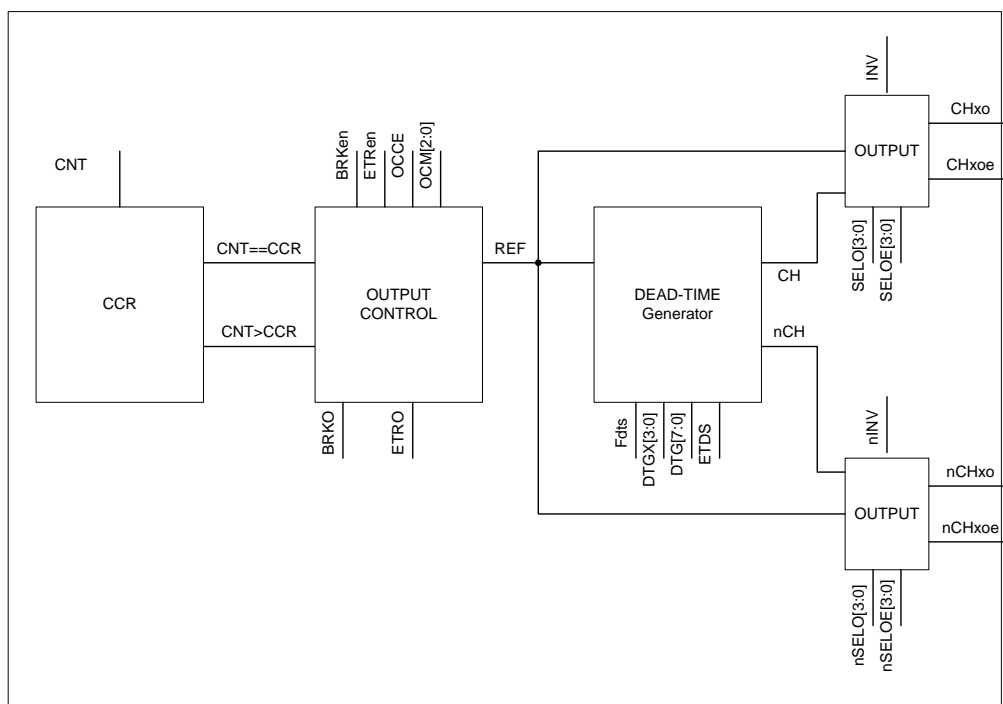 INV
CHxo
OUTPUT
CHxoe
SELO[3:0]
SELOE[3:0]
CNT
BRKen
ETRen
OCCE
OCM[2:0]
CCR
CNT==CCR
CNT>CCR
OUTPUT
CONTROL
REF
BRKO
ETRO
DEAD-TIME
Generator
CH
nCH
Fdts
DTGX[3:0]
DTG[7:0]
ETDS
nINV
nCHxo
OUTPUT
nCHxoe
nSELO[3:0]
nSELOE[3:0]